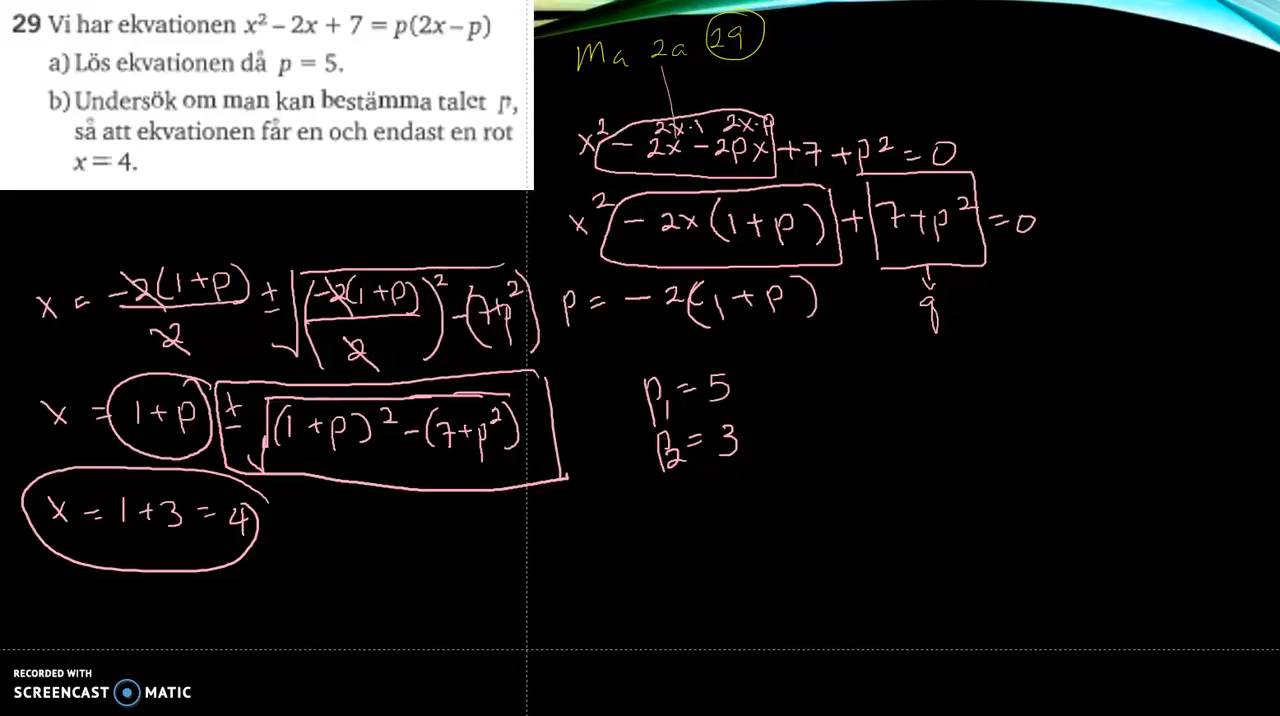 29 Vi har ekvationen x² – 2x + 7 = p(2x – p)
a) Lös ekvationen då p = 5.
b) Undersök om man kan bestämma talet p,
så att ekvationen får en och endast en rot
x = 4.
Ma 2a 29
2x·1 2x·p
x² - 2x - 2px + 7 + p² = 0
x² - 2x(1+p) + 7+p² = 0
p = - 2(1+p) q
x = -2(1+p)/2 ± √((-2(1+p)/2)² - (7+p²))
x = 1+p ± √((1+p)² - (7+p²))
x = 1+3 = 4
p₁ = 5
p₂ = 3
RECORDED WITH
SCREENCAST MATIC